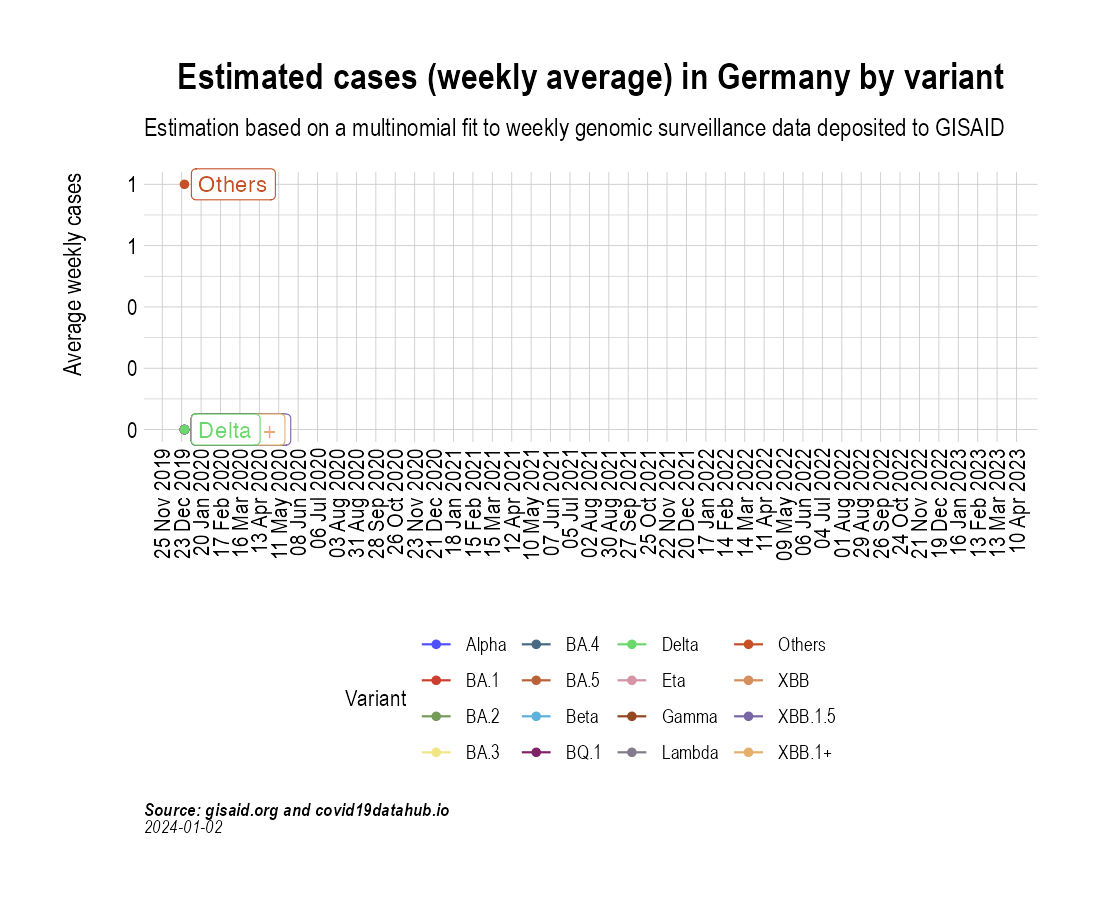 Estimated cases (weekly average) in Germany by variant
Estimation based on a multinomial fit to weekly genomic surveillance data deposited to GISAID
Average weekly cases
1
1
0
0
0
Others
Delta
+
25 Nov 2019
23 Dec 2019
20 Jan 2020
17 Feb 2020
16 Mar 2020
13 Apr 2020
11 May 2020
08 Jun 2020
06 Jul 2020
03 Aug 2020
31 Aug 2020
28 Sep 2020
26 Oct 2020
23 Nov 2020
21 Dec 2020
18 Jan 2021
15 Feb 2021
15 Mar 2021
12 Apr 2021
10 May 2021
07 Jun 2021
05 Jul 2021
02 Aug 2021
30 Aug 2021
27 Sep 2021
25 Oct 2021
22 Nov 2021
20 Dec 2021
17 Jan 2022
14 Feb 2022
14 Mar 2022
11 Apr 2022
09 May 2022
06 Jun 2022
04 Jul 2022
01 Aug 2022
29 Aug 2022
26 Sep 2022
24 Oct 2022
21 Nov 2022
19 Dec 2022
16 Jan 2023
13 Feb 2023
13 Mar 2023
10 Apr 2023
Variant
Alpha
BA.1
BA.2
BA.3
BA.4
BA.5
Beta
BQ.1
Delta
Eta
Gamma
Lambda
Others
XBB
XBB.1.5
XBB.1+
Source: gisaid.org and covid19datahub.io
2024-01-02